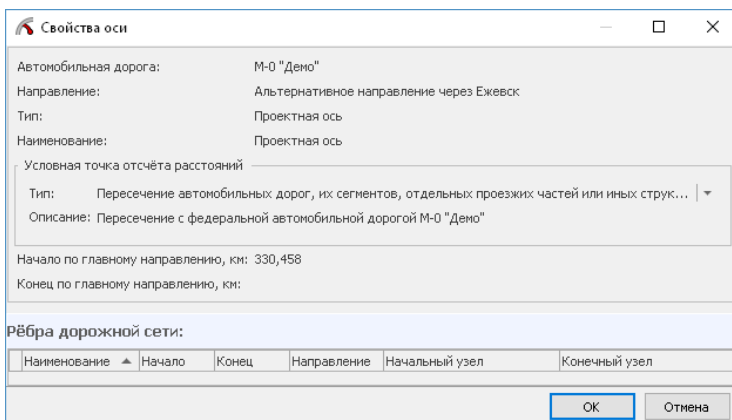 Свойства оси
Автомобильная дорога: М-0 "Демо"
Направление: Альтернативное направление через Ежевск
Тип: Проектная ось
Наименование: Проектная ось
Условная точка отсчёта расстояний
Тип: Пересечение автомобильных дорог, их сегментов, отдельных проезжих частей или иных струк...
Описание: Пересечение с федеральной автомобильной дорогой М-0 "Демо"
Начало по главному направлению, км: 330,458
Конец по главному направлению, км:
Рёбра дорожной сети:
Наименование Начало Конец Направление Начальный узел Конечный узел
ОК Отмена